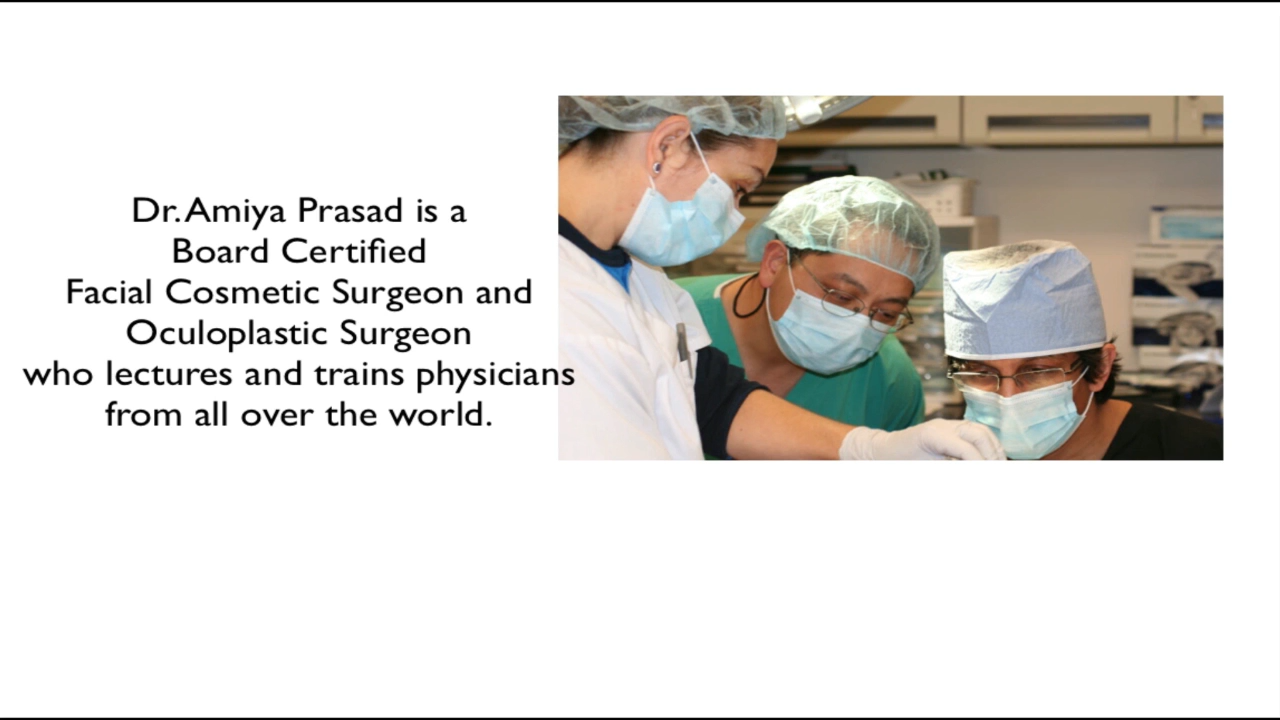 Dr. Amiya Prasad is a
Board Certified
Facial Cosmetic Surgeon and
Oculoplastic Surgeon
who lectures and trains physicians
from all over the world.